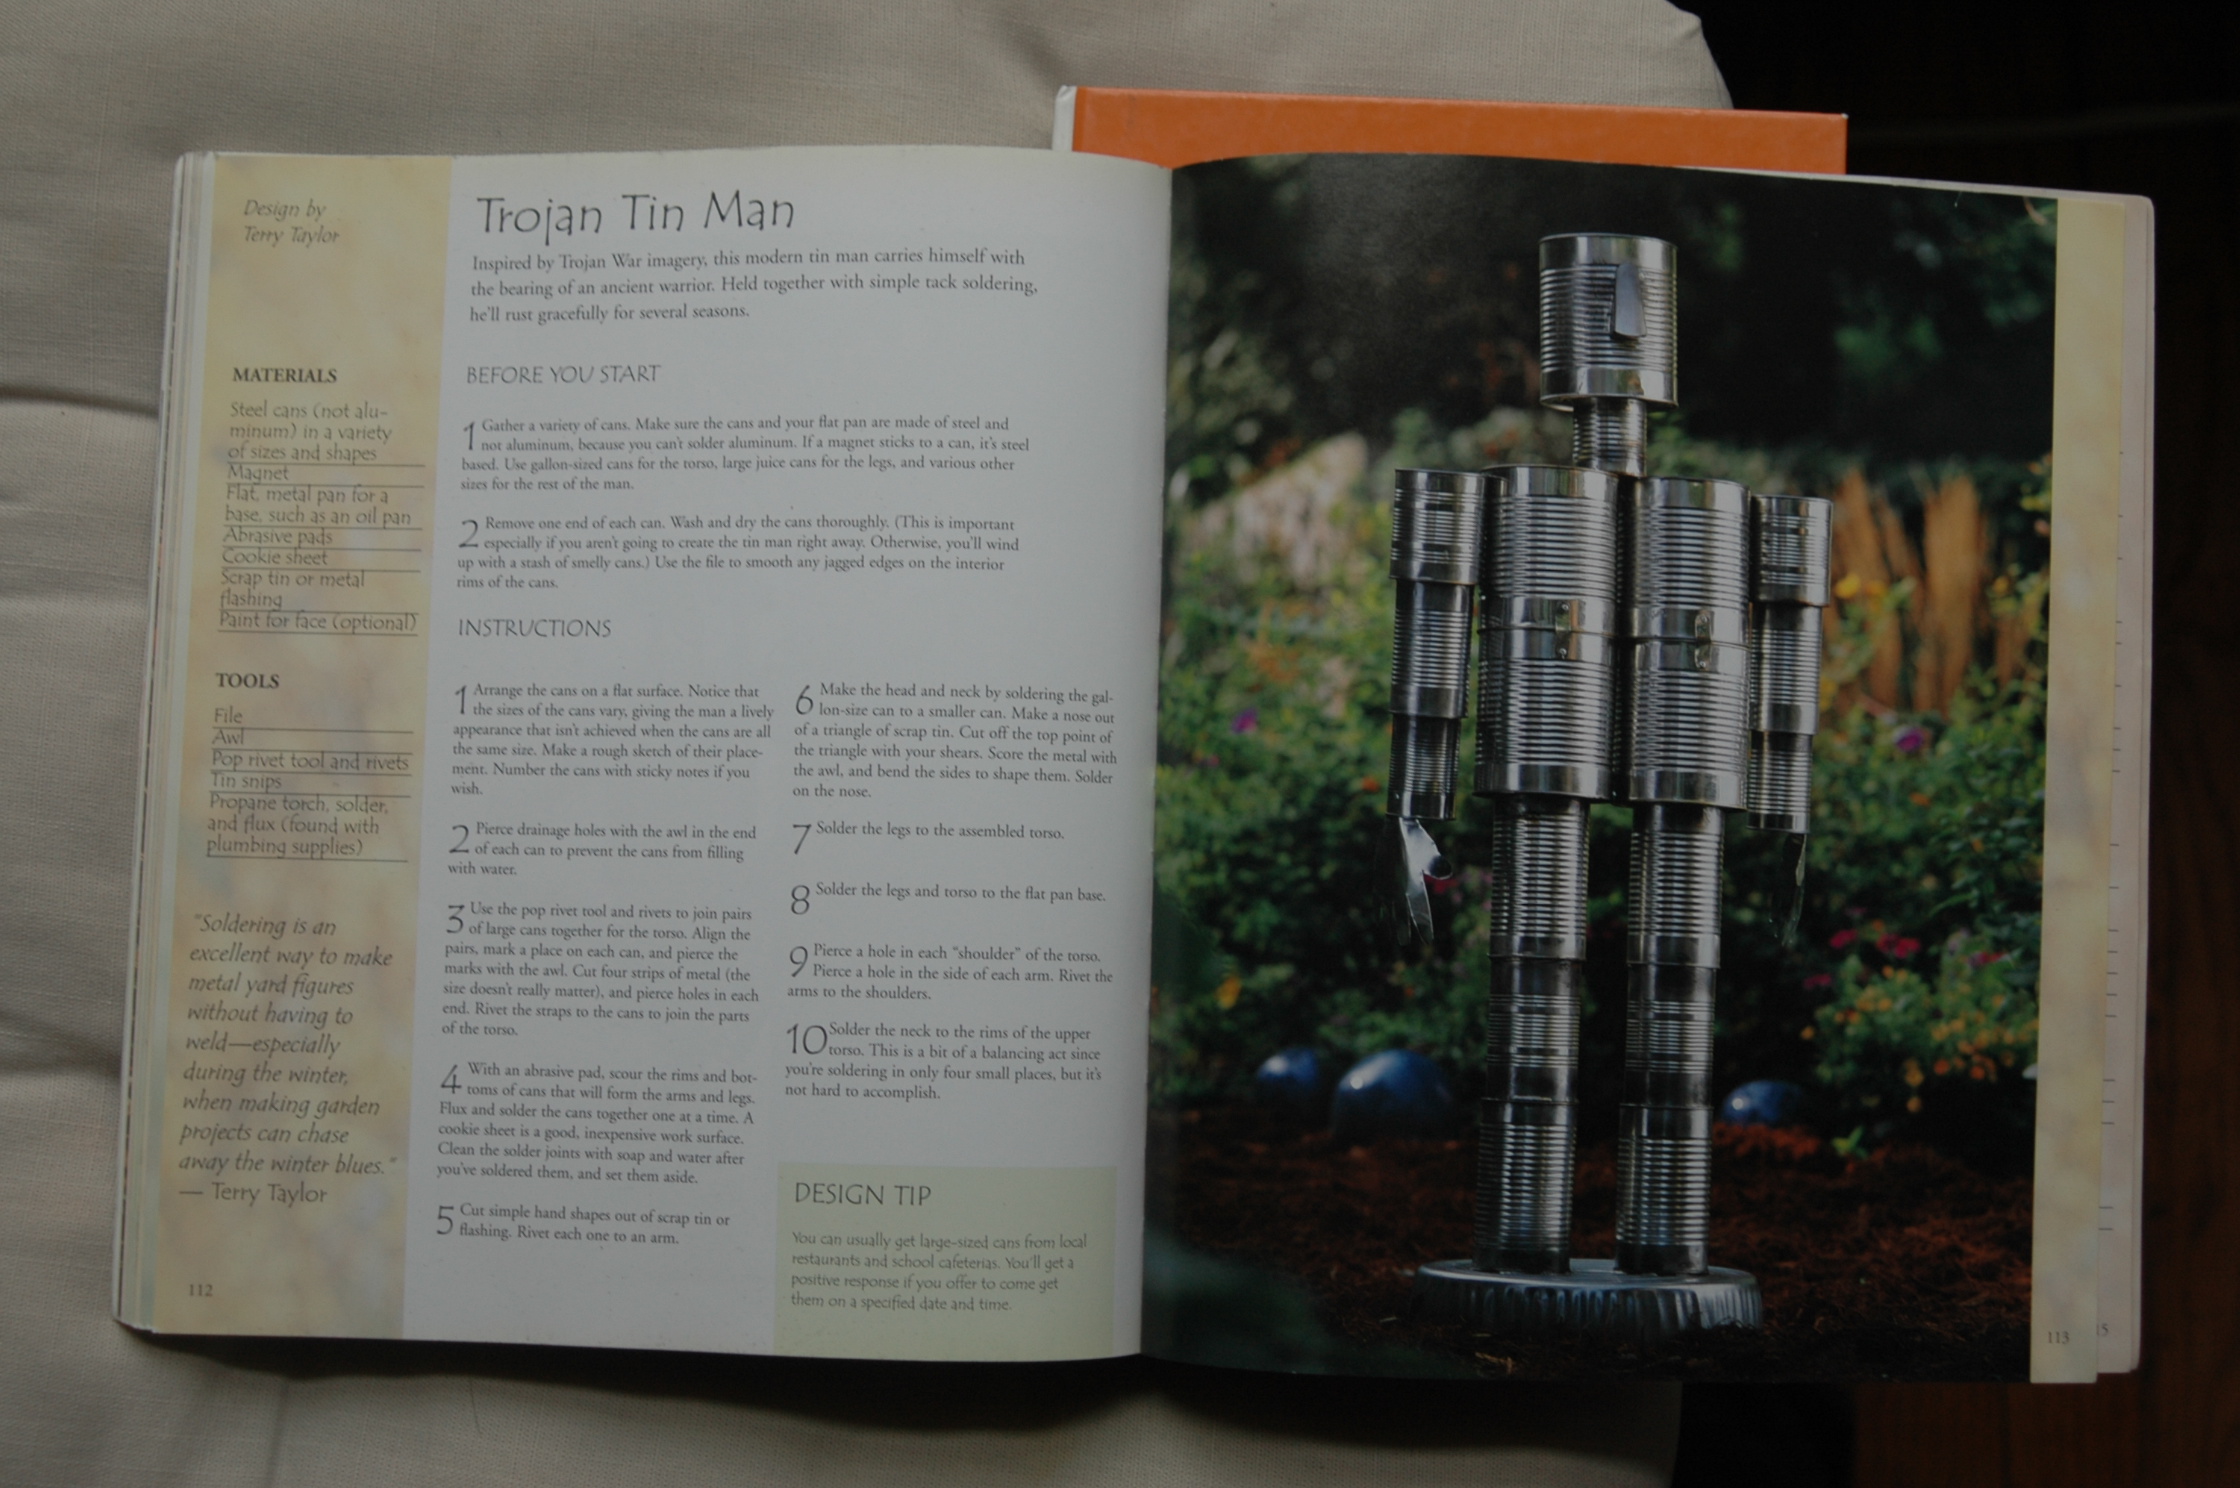 Design by
Terry Taylor
MATERIALS
Steel cans (not alu-
minum) in a variety
of sizes and shapes
Magnet
Flat, metal pan for a
base, such as an oil pan
Abrasive pads
Cookie sheet
Scrap tin or metal
flashing
Paint for face (optional)
TOOLS
File
Awl
Pop rivet tool and rivets
Tin snips
Propane torch, solder,
and flux (found with
plumbing supplies)
"Soldering is an
excellent way to make
metal yard figures
without having to
weld—especially
during the winter,
when making garden
projects can chase
away the winter blues."
— Terry Taylor
112
Trojan Tin Man
Inspired by Trojan War imagery, this modern tin man carries himself with
the bearing of an ancient warrior. Held together with simple tack soldering,
he'll rust gracefully for several seasons.
BEFORE YOU START
1 Gather a variety of cans. Make sure the cans and your flat pan are made of steel and
not aluminum, because you can't solder aluminum. If a magnet sticks to a can, it's steel
based. Use gallon-sized cans for the torso, large juice cans for the legs, and various other
sizes for the rest of the man.
2 Remove one end of each can. Wash and dry the cans thoroughly. (This is important
especially if you aren't going to create the tin man right away. Otherwise, you'll wind
up with a stash of smelly cans.) Use the file to smooth any jagged edges on the interior
rims of the cans.
INSTRUCTIONS
1 Arrange the cans on a flat surface. Notice that
the sizes of the cans vary, giving the man a lively
appearance that isn't achieved when the cans are all
the same size. Make a rough sketch of their place-
ment. Number the cans with sticky notes if you
wish.
2 Pierce drainage holes with the awl in the end
of each can to prevent the cans from filling
with water.
3 Use the pop rivet tool and rivets to join pairs
of large cans together for the torso. Align the
pairs, mark a place on each can, and pierce the
marks with the awl. Cut four strips of metal (the
size doesn't really matter), and pierce holes in each
end. Rivet the straps to the cans to join the parts
of the torso.
4 With an abrasive pad, scour the rims and bot-
toms of cans that will form the arms and legs.
Flux and solder the cans together one at a time. A
cookie sheet is a good, inexpensive work surface.
Clean the solder joints with soap and water after
you've soldered them, and set them aside.
5 Cut simple hand shapes out of scrap tin or
flashing. Rivet each one to an arm.
6 Make the head and neck by soldering the gal-
lon-size can to a smaller can. Make a nose out
of a triangle of scrap tin. Cut off the top point of
the triangle with your shears. Score the metal with
the awl, and bend the sides to shape them. Solder
on the nose.
7 Solder the legs to the assembled torso.
8 Solder the legs and torso to the flat pan base.
9 Pierce a hole in each "shoulder" of the torso.
Pierce a hole in the side of each arm. Rivet the
arms to the shoulders.
10 Solder the neck to the rims of the upper
torso. This is a bit of a balancing act since
you're soldering in only four small places, but it's
not hard to accomplish.
DESIGN TIP
You can usually get large-sized cans from local
restaurants and school cafeterias. You'll get a
positive response if you offer to come get
them on a specified date and time.
113